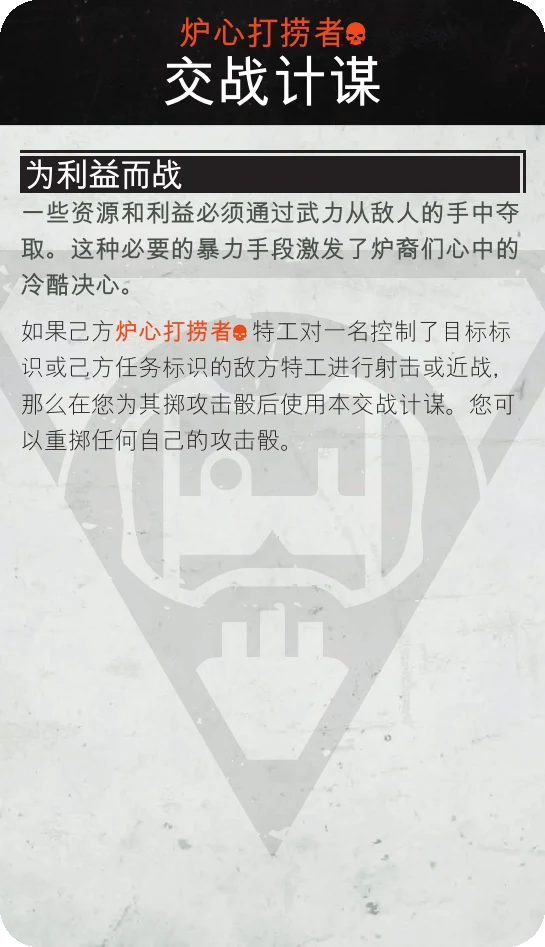 炉心打捞者
交战计谋
为利益而战
一些资源和利益必须通过武力从敌人的手中夺
取。这种必要的暴力手段激发了炉裔们心中的
冷酷决心。
如果己方炉心打捞者特工对一名控制了目标标
识或己方任务标识的敌方特工进行射击或近战,
那么在您为其掷攻击骰后使用本交战计谋。您可
以重掷任何自己的攻击骰。